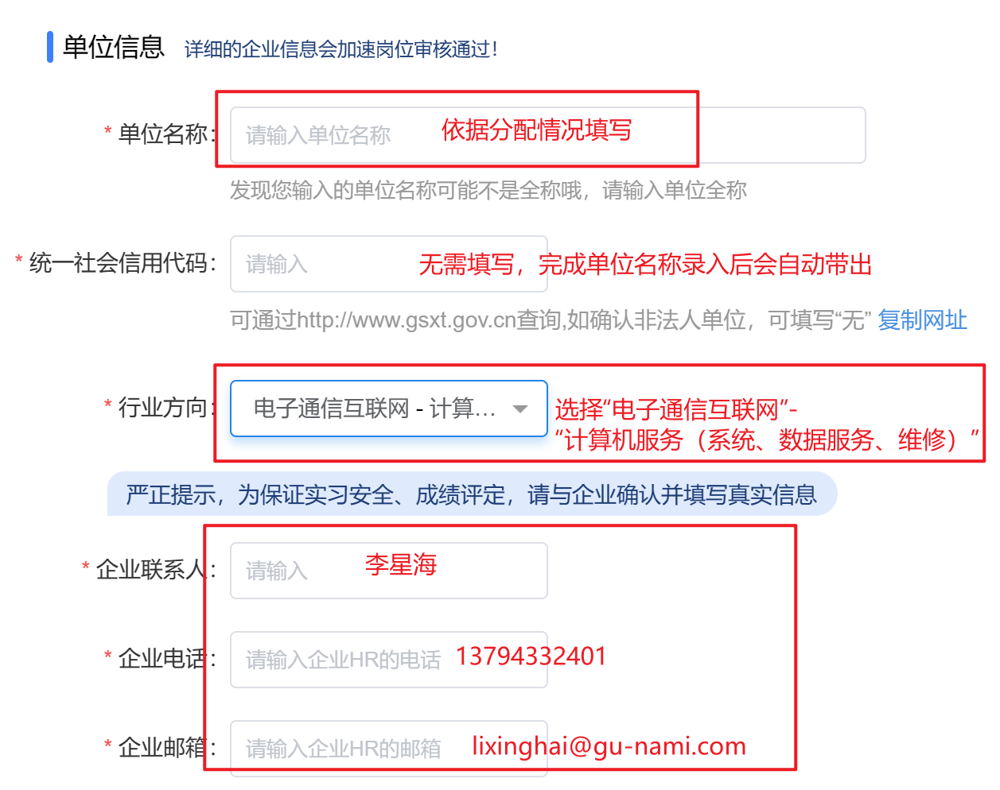 单位信息 详细的企业信息会加速岗位审核通过!
* 单位名称: 请输入单位名称 依据分配情况填写
发现您输入的单位名称可能不是全称哦，请输入单位全称
* 统一社会信用代码: 请输入 无需填写，完成单位名称录入后会自动带出
可通过http://www.gsxt.gov.cn查询,如确认非法人单位，可填写“无” 复制网址
* 行业方向: 电子通信互联网 - 计算... 选择“电子通信互联网”-
“计算机服务（系统、数据服务、维修）”
严正提示，为保证实习安全、成绩评定，请与企业确认并填写真实信息
* 企业联系人: 请输入 李星海
* 企业电话: 请输入企业HR的电话 13794332401
* 企业邮箱: 请输入企业HR的邮箱 lixinghai@gu-nami.com